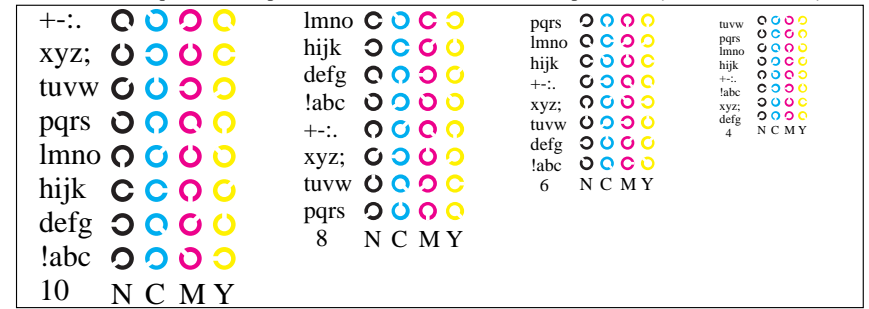 +-:.
xyz;
tuvw
pqrs
lmno
hijk
defg
!abc
10 N C M Y
lmno
hijk
defg
!abc
+-:.
xyz;
tuvw
pqrs
8 N C M Y
pqrs
lmno
hijk
+-:.
xyz;
tuvw
defg
!abc
6 N C M Y
tuvw
pqrs
lmno
hijk
+-:.
!abc
xyz;
defg
4 N C M Y